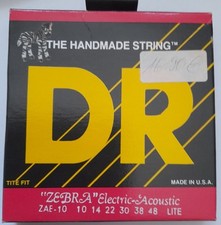 THE HANDMADE STRING™
DR
TITE FIT
MADE IN U.S.A.
"ZEBRA" Electric-Acoustic
ZAE-10 10 14 22 30 38 48 LITE